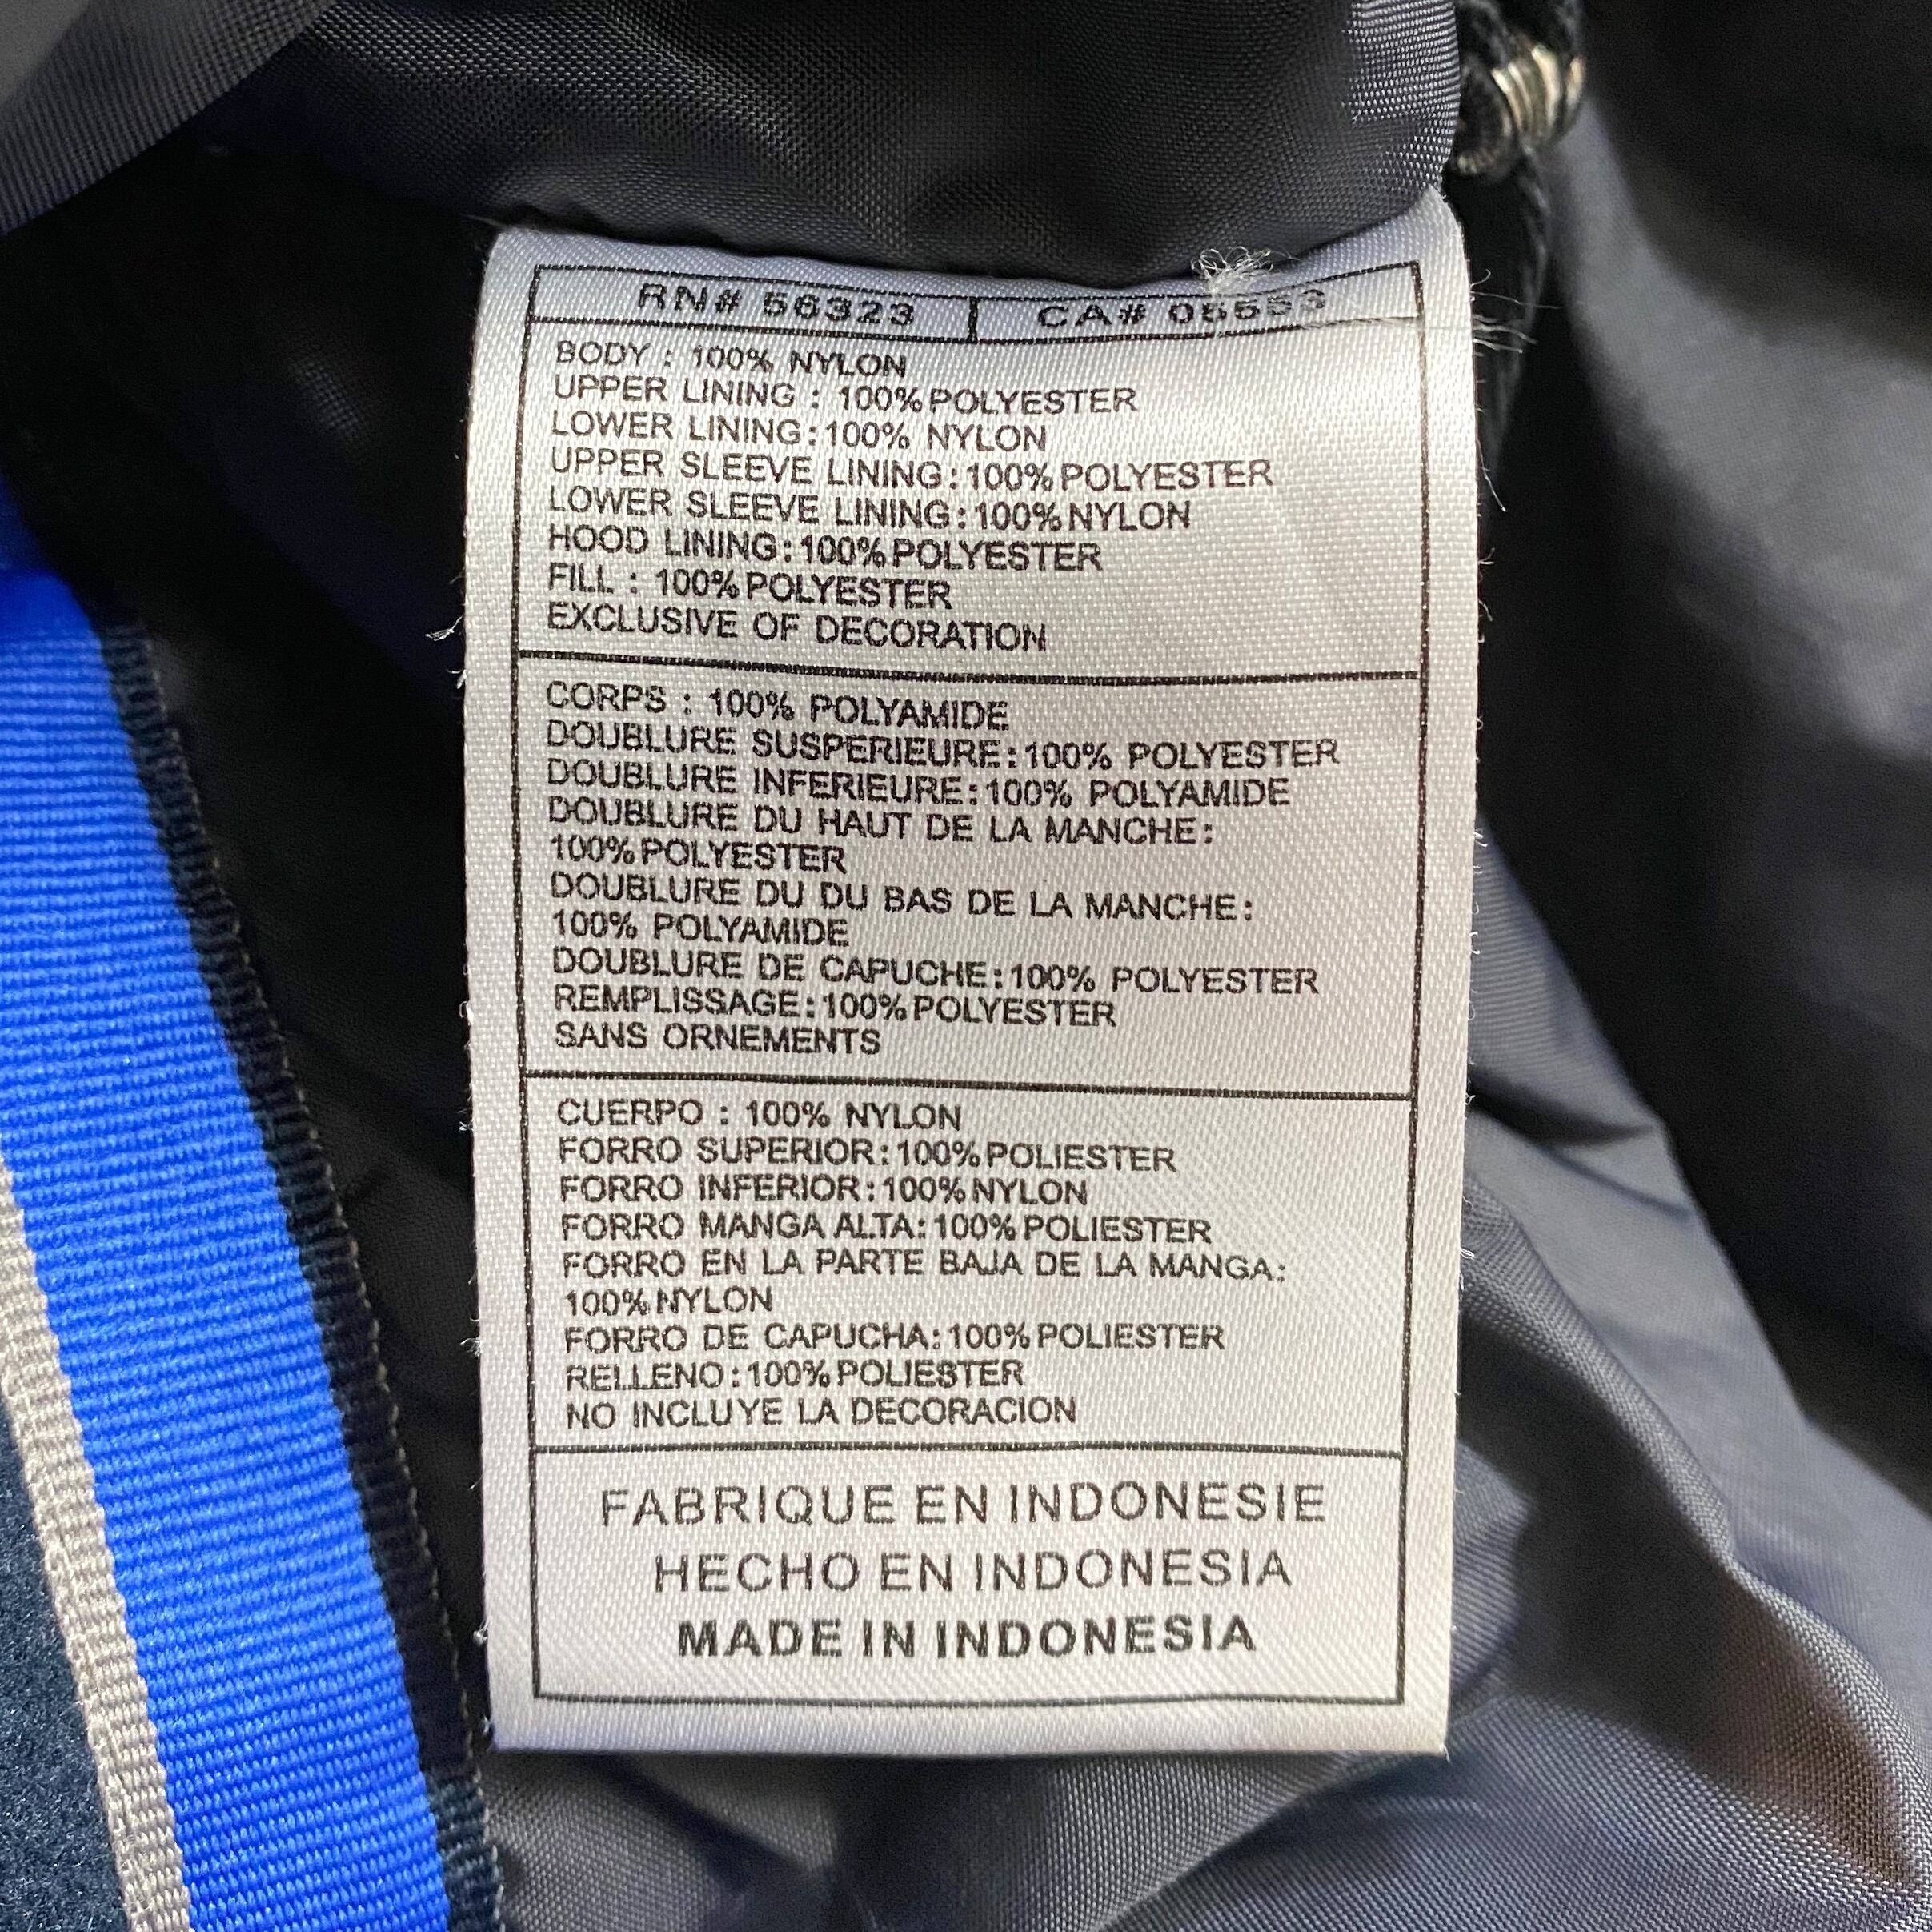 RN# 56323 CA# 05553
BODY : 100% NYLON
UPPER LINING : 100% POLYESTER
LOWER LINING:100% NYLON
UPPER SLEEVE LINING:100% POLYESTER
LOWER SLEEVE LINING:100% NYLON
HOOD LINING:100% POLYESTER
FILL : 100% POLYESTER
EXCLUSIVE OF DECORATION
CORPS : 100% POLYAMIDE
DOUBLURE SUSPERIEURE:100% POLYESTER
DOUBLURE INFERIEURE:100% POLYAMIDE
DOUBLURE DU HAUT DE LA MANCHE:
100% POLYESTER
DOUBLURE DU DU BAS DE LA MANCHE:
100% POLYAMIDE
DOUBLURE DE CAPUCHE:100% POLYESTER
REMPLISSAGE:100% POLYESTER
SANS ORNEMENTS
CUERPO : 100% NYLON
FORRO SUPERIOR:100% POLIESTER
FORRO INFERIOR:100% NYLON
FORRO MANGA ALTA:100% POLIESTER
FORRO EN LA PARTE BAJA DE LA MANGA:
100% NYLON
FORRO DE CAPUCHA:100% POLIESTER
RELLENO:100% POLIESTER
NO INCLUYE LA DECORACION
FABRIQUE EN INDONESIE
HECHO EN INDONESIA
MADE IN INDONESIA